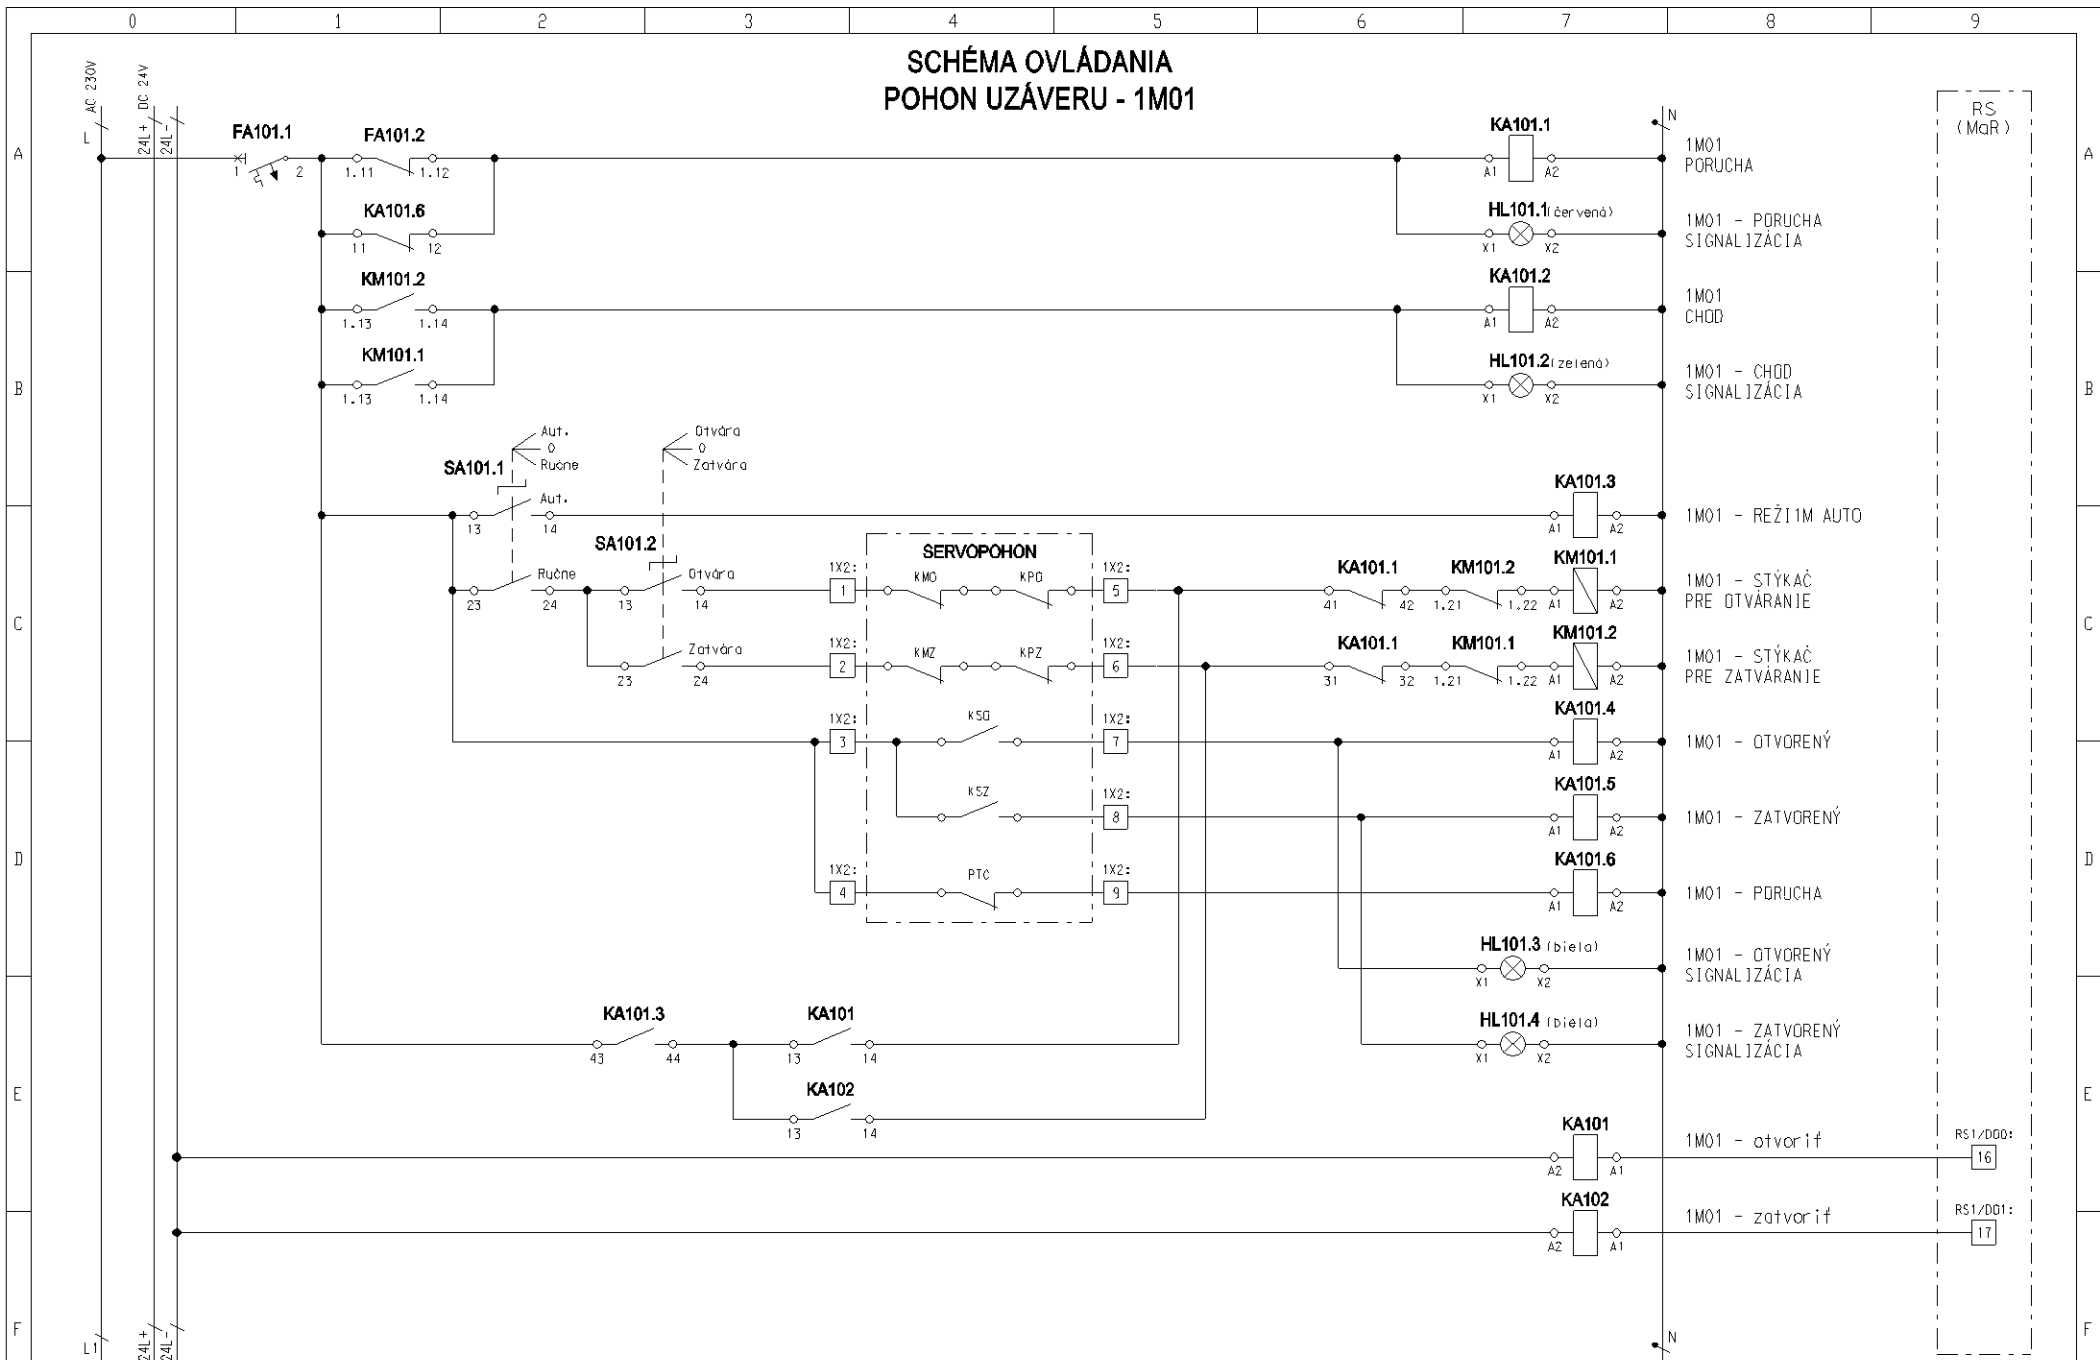 0 1 2 3 4 5 6 7 8 9
SCHÉMA OVLÁDANIA
POHON UZÁVERU - 1M01
L AC 230V
24L+ DC 24V
24L-
N
RS
(MaR)
A A
FA101.1
1 2
FA101.2
1.11 1.12
KA101.1
A1 A2
1M01
PORUCHA
KA101.6
11 12
HL101.1 (červená)
X1 X2
1M01 - PORUCHA
SIGNALIZÁCIA
KM101.2
1.13 1.14
KA101.2
A1 A2
1M01
CHOD
B B
KM101.1
1.13 1.14
HL101.2 (zelená)
X1 X2
1M01 - CHOD
SIGNALIZÁCIA
Aut.
0
Ručne
Otvára
0
Zatvára
SA101.1
Aut.
13 14
KA101.3
A1 A2
1M01 - REŽI1M AUTO
SA101.2
SERVOPOHON
Ručne
23 24
Otvára
13 14
1X2:
1
KMO KPO
1X2:
5
KA101.1
41 42
KM101.2
1.21 1.22
KM101.1
A1 A2
1M01 - STÝKAČ
PRE OTVÁRANIE
C C
Zatvára
23 24
1X2:
2
KMZ KPZ
1X2:
6
KA101.1
31 32
KM101.1
1.21 1.22
KM101.2
A1 A2
1M01 - STÝKAČ
PRE ZATVÁRANIE
1X2:
3
KSO
1X2:
7
KA101.4
A1 A2
1M01 - OTVORENÝ
KSZ
1X2:
8
KA101.5
A1 A2
1M01 - ZATVORENÝ
D D
1X2:
4
PTC
1X2:
9
KA101.6
A1 A2
1M01 - PORUCHA
HL101.3 (biela)
X1 X2
1M01 - OTVORENÝ
SIGNALIZÁCIA
KA101.3
43 44
KA101
13 14
HL101.4 (biela)
X1 X2
1M01 - ZATVORENÝ
SIGNALIZÁCIA
E E
KA102
13 14
KA101
A2 A1
1M01 - otvoriť
RS1/DO0:
16
KA102
A2 A1
1M01 - zatvoriť
RS1/DO1:
17
F F
L1
24L+
24L-
N